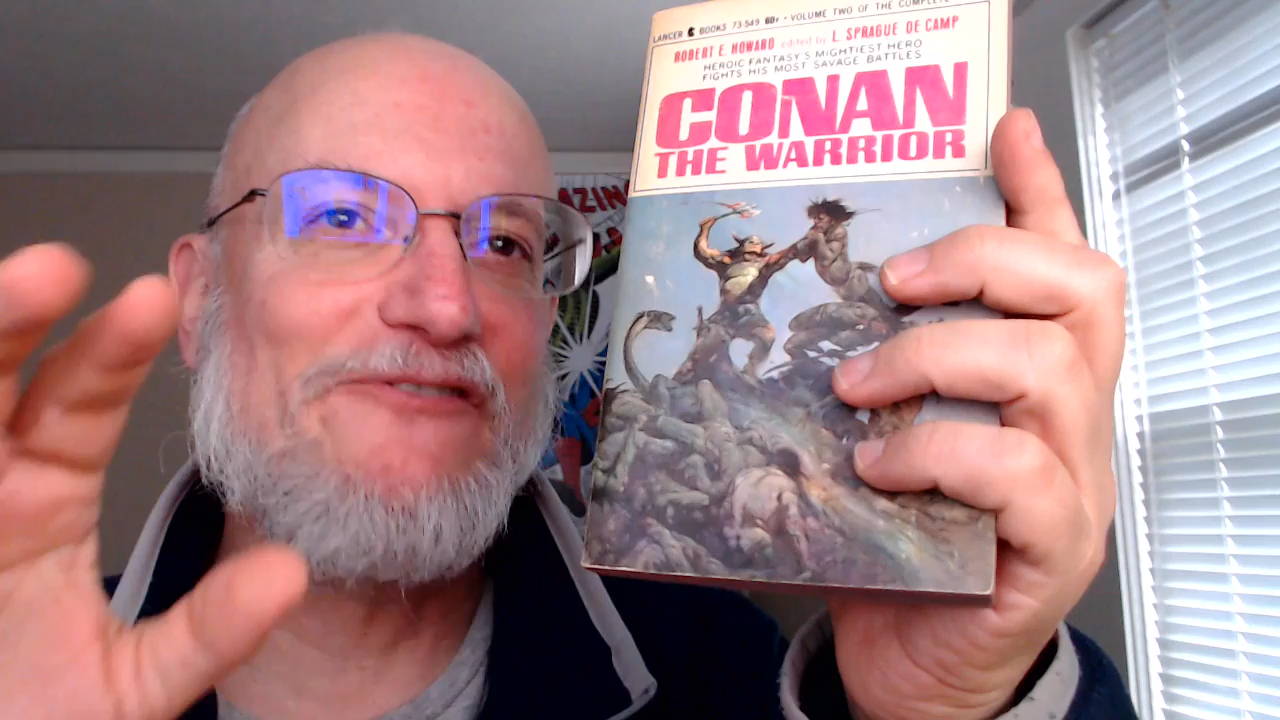 LANCER BOOKS 73-549 60¢ • VOLUME TWO OF THE COMPLETE
ROBERT E. HOWARD edited by L. SPRAGUE DE CAMP
HEROIC FANTASY'S MIGHTIEST HERO
FIGHTS HIS MOST SAVAGE BATTLES
CONAN
THE WARRIOR
AZING